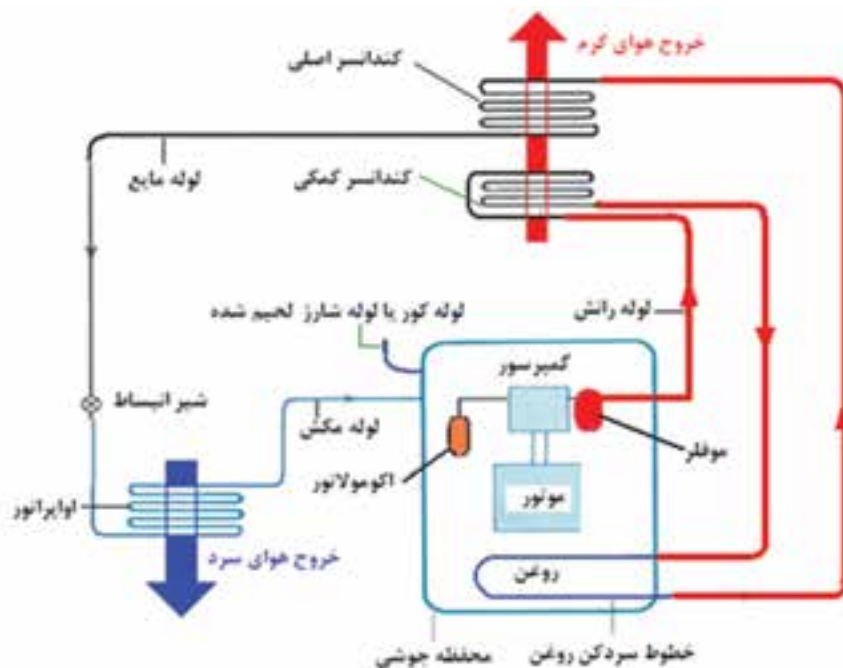 خروج هوای گرم
کندانسر اصلی
لوله مایع
کندانسر کمکی
لوله رانش
لوله کور یا لوله شارژ لحیم شده
کمپرسور
شیر انبساط
لوله مکش
موفلر
اکومولاتور
موتور
اواپراتور
خروج هوای سرد
روغن
محفظه جوشی
خطوط سردکن روغن